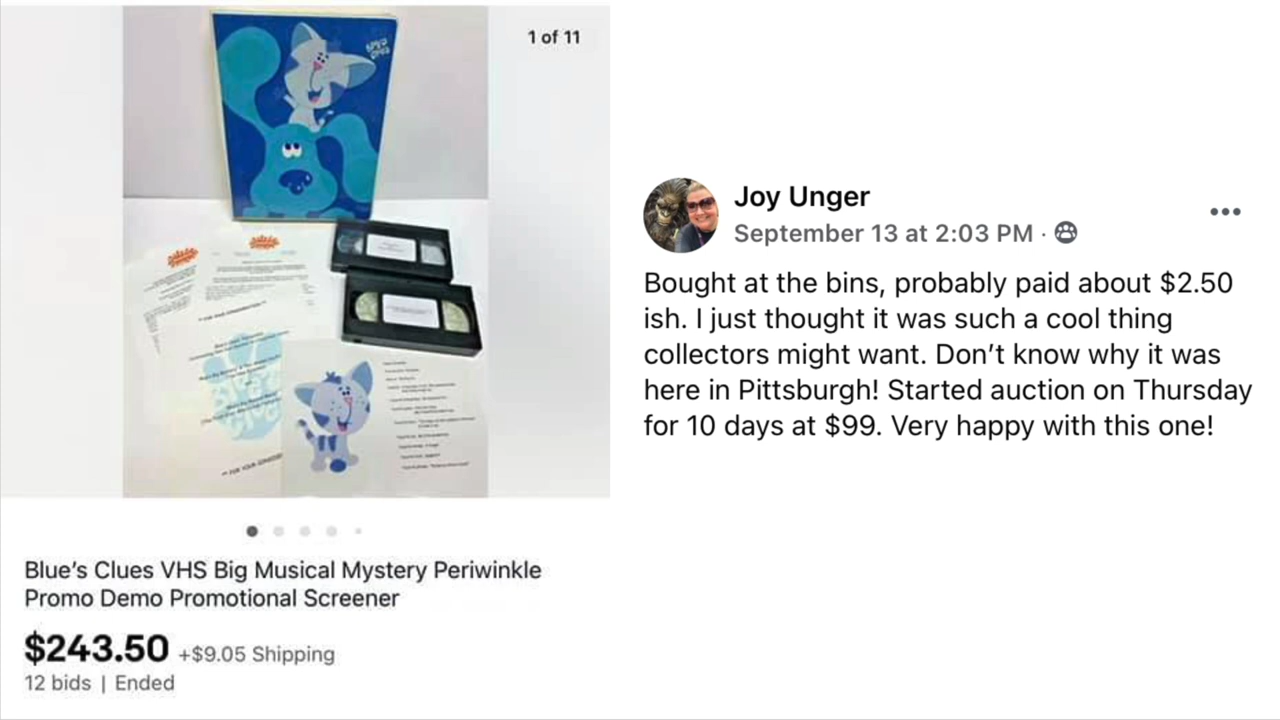 1 of 11
Blue's Clues VHS Big Musical Mystery Periwinkle
Promo Demo Promotional Screener
$243.50 +$9.05 Shipping
12 bids | Ended
Joy Unger
September 13 at 2:03 PM ·
Bought at the bins, probably paid about $2.50
ish. I just thought it was such a cool thing
collectors might want. Don’t know why it was
here in Pittsburgh! Started auction on Thursday
for 10 days at $99. Very happy with this one!